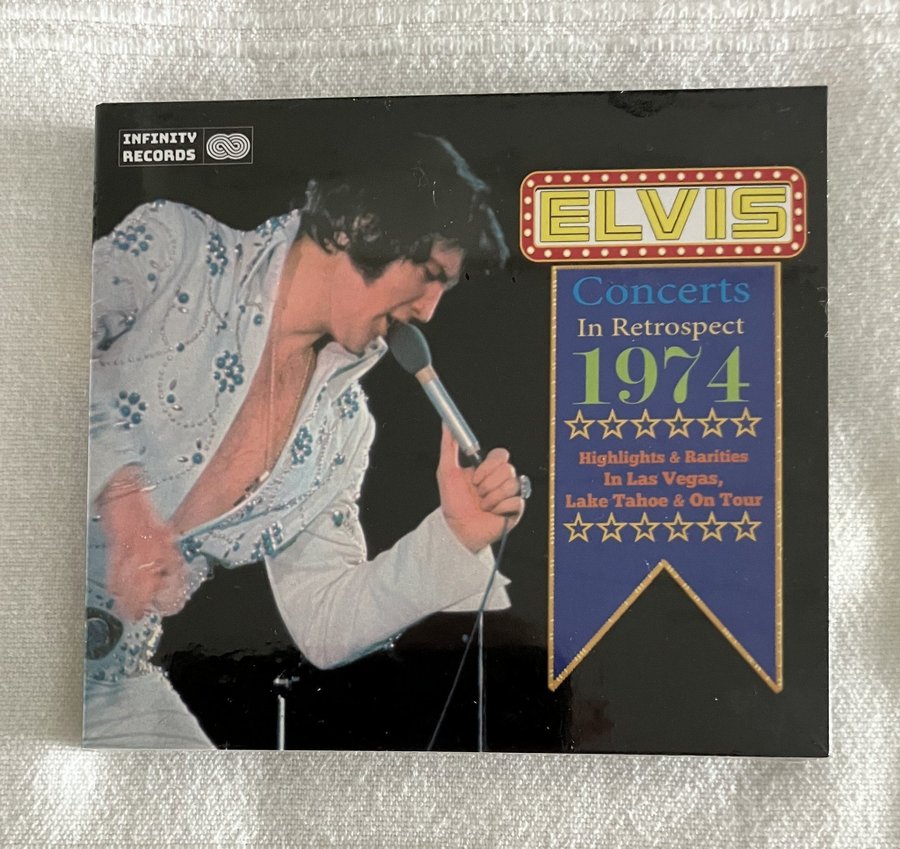 INFINITY
RECORDS
ELVIS
Concerts
In Retrospect
1974
Highlights & Rarities
In Las Vegas,
Lake Tahoe & On Tour